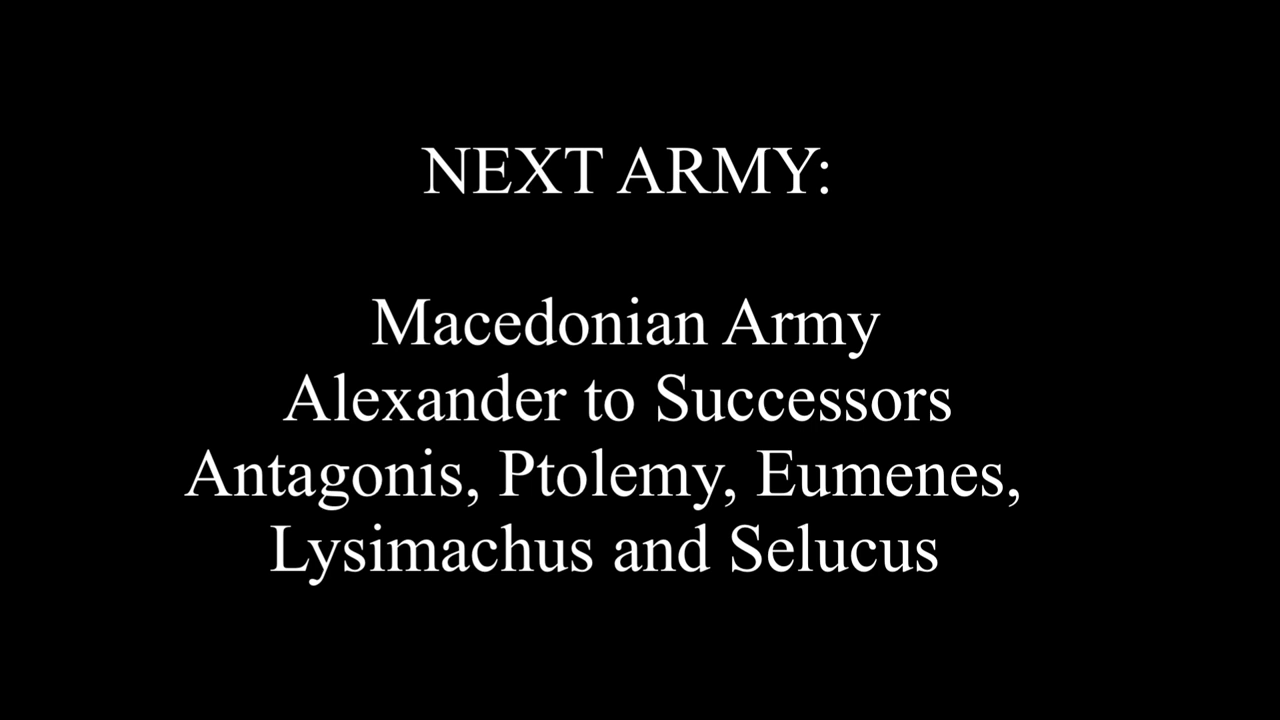 NEXT ARMY:
Macedonian Army
Alexander to Successors
Antagonis, Ptolemy, Eumenes,
Lysimachus and Selucus